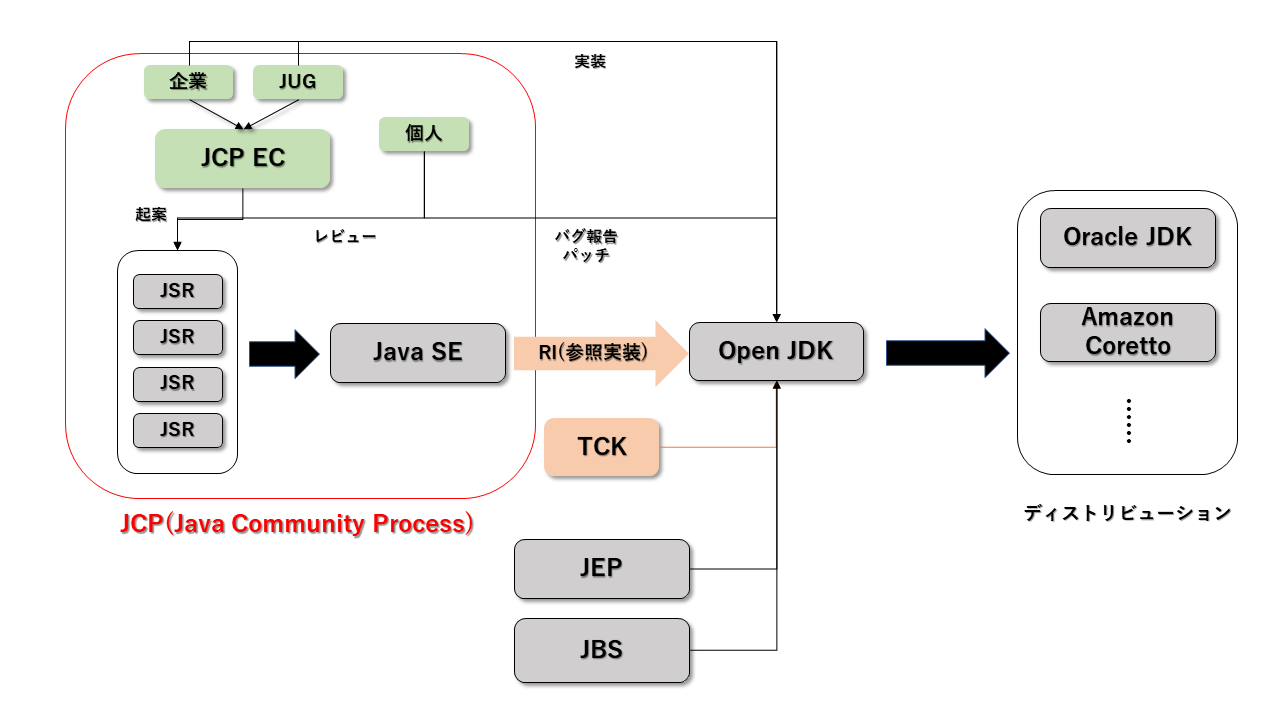 実装
企業
JUG
個人
JCP EC
起案
レビュー
バグ報告
パッチ
JSR
JSR
JSR
JSR
Java SE
RI(参照実装)
Open JDK
TCK
JEP
JBS
JCP(Java Community Process)
Oracle JDK
Amazon
Coretto
ディストリビューション